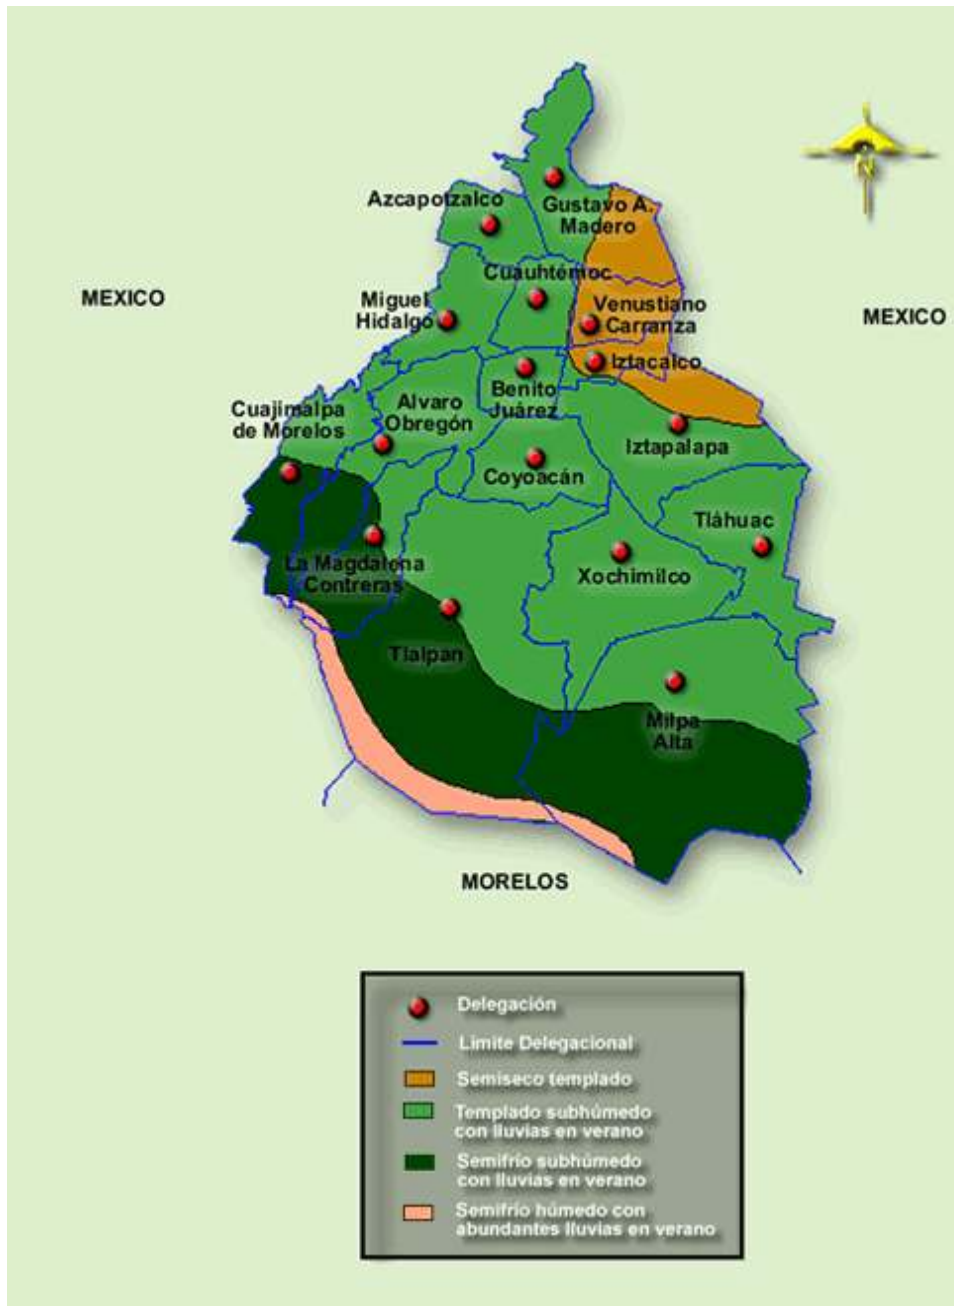 Azcapotzalco
Gustavo A.
Madero
Cuauhtémoc
MEXICO
Miguel
Hidalgo
Venustiano
Carranza
MEXICO
Iztacalco
Benito
Juárez
Cuajimalpa
de Morelos
Alvaro
Obregón
Iztapalapa
Coyoacán
Tláhuac
La Magdalena
Contreras
Xochimilco
Tlalpan
Milpa
Alta
MORELOS
Delegación
Limite Delegacional
Semiseco templado
Templado subhúmedo
con lluvias en verano
Semifrío subhúmedo
con lluvias en verano
Semifrío húmedo con
abundantes lluvias en verano